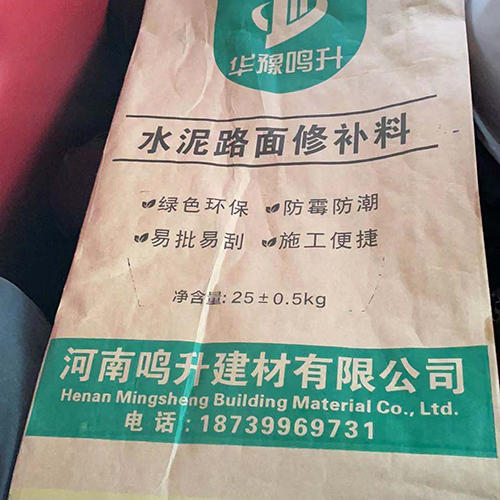 华豫鸣升
水泥路面修补料
绿色环保 防霉防潮
易批易刮 施工便捷
净含量: 25±0.5kg
河南鸣升建材有限公司
Henan Mingsheng Building Material Co., Ltd.
电话: 18739969731